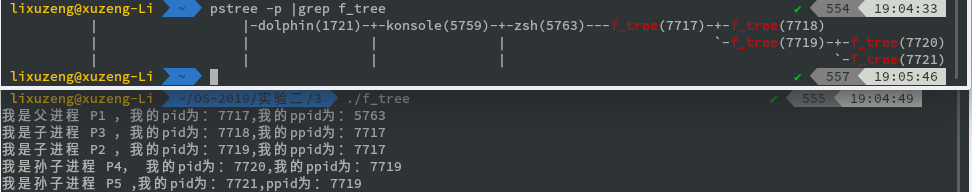 lixuzeng@xuzeng-Li ~ pstree -p |grep f_tree ✔ 554 19:04:33
| |-dolphin(1721)-+-konsole(5759)-+-zsh(5763)---f_tree(7717)-+-f_tree(7718)
| | | | `-f_tree(7719)-+-f_tree(7720)
| | | | `-f_tree(7721)
lixuzeng@xuzeng-Li ~ ✔ 557 19:05:46
lixuzeng@xuzeng-Li ~/OS-2019/实验二/3 ./f_tree ✔ 555 19:04:49
我是父进程 P1 , 我的pid为: 7717,我的ppid为: 5763
我是子进程 P3 , 我的pid为: 7718,我的ppid为: 7717
我是子进程 P2 , 我的pid为: 7719,我的ppid为: 7717
我是孙子进程 P4, 我的pid为: 7720,我的ppid为: 7719
我是孙子进程 P5 ,我的pid为: 7721,ppid为: 7719